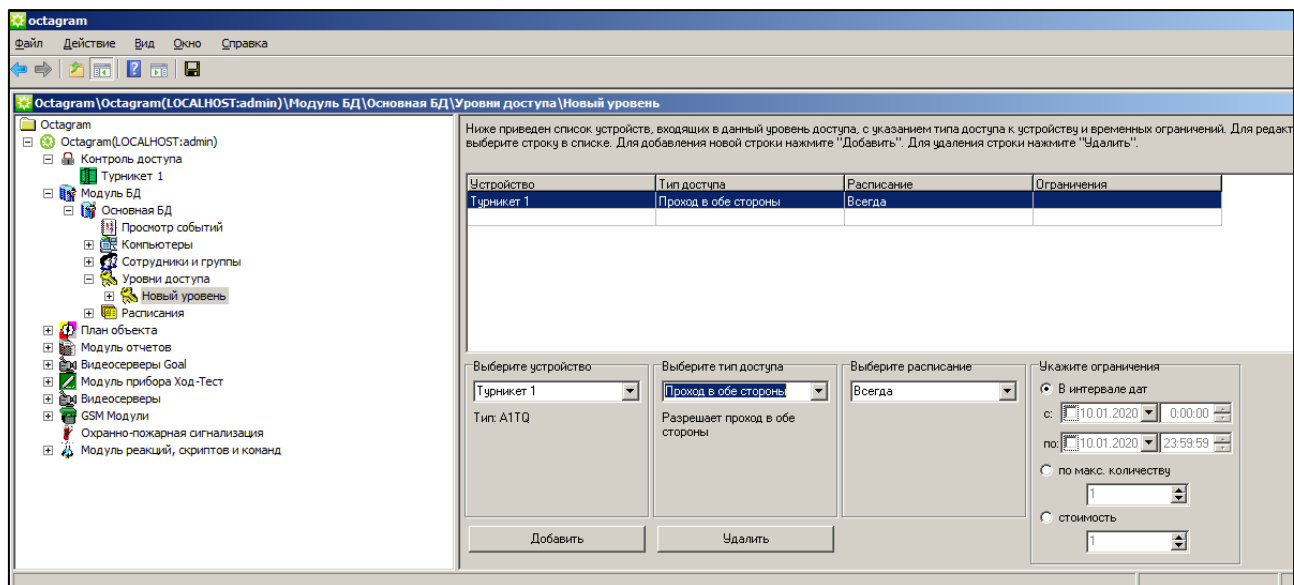 octagram
Файл Действие Вид Окно Справка
Octagram\Octagram(LOCALHOST:admin)\Модуль БД\Основная БД\Уровни доступа\Новый уровень
Octagram
Octagram(LOCALHOST:admin)
Контроль доступа
Турникет 1
Модуль БД
Основная БД
Просмотр событий
Компьютеры
Сотрудники и группы
Уровни доступа
Новый уровень
Расписания
План объекта
Модуль отчетов
Видеосерверы Goal
Модуль прибора Ход-Тест
Видеосерверы
GSM Модули
Охранно-пожарная сигнализация
Модуль реакций, скриптов и команд
Ниже приведен список устройств, входящих в данный уровень доступа, с указанием типа доступа к устройству и временных ограничений. Для редакт
выберите строку в списке. Для добавления новой строки нажмите "Добавить". Для удаления строки нажмите "Удалить".
Устройство Тип доступа Расписание Ограничения
Турникет 1 Проход в обе стороны Всегда
Выберите устройство
Турникет 1
Тип: A1TQ
Выберите тип доступа
Проход в обе стороны
Разрешает проход в обе
стороны
Выберите расписание
Всегда
Укажите ограничения
В интервале дат
с: 10.01.2020 0:00:00
по: 10.01.2020 23:59:59
по макс. количеству
1
стоимость
1
Добавить Удалить